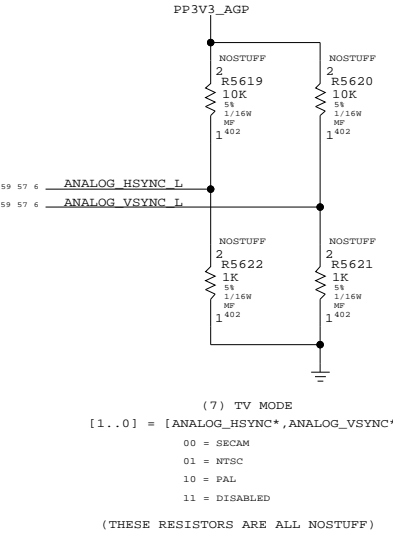 PP3V3_AGP
NOSTUFF NOSTUFF
2 2
R5619 R5620
10K 10K
5% 5%
1/16W 1/16W
MF MF
1 402 1 402
59 57 6 ANALOG_HSYNC_L
59 57 6 ANALOG_VSYNC_L
NOSTUFF NOSTUFF
2 2
R5622 R5621
1K 1K
5% 5%
1/16W 1/16W
MF MF
1 402 1 402
(7) TV MODE
[1..0] = [ANALOG_HSYNC*,ANALOG_VSYNC*
00 = SECAM
01 = NTSC
10 = PAL
11 = DISABLED
(THESE RESISTORS ARE ALL NOSTUFF)